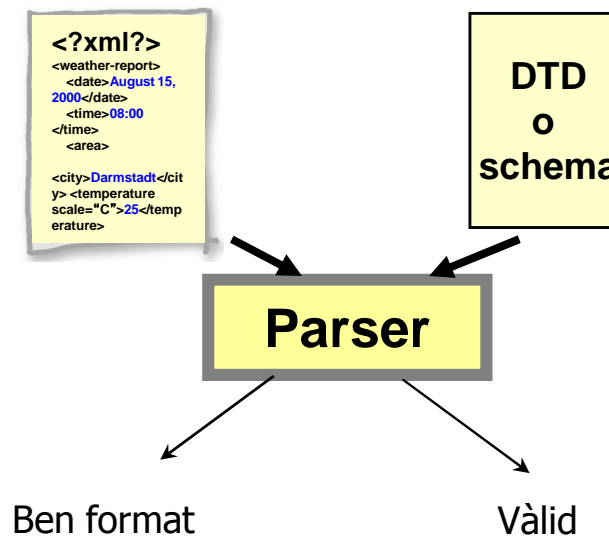 <?xml?>
<weather-report>
<date>August 15,
2000</date>
<time>08:00
</time>
<area>
<city>Darmstadt</cit
y> <temperature
scale=“C”>25</temp
erature>
DTD
o
schema
Parser
Ben format
Vàlid